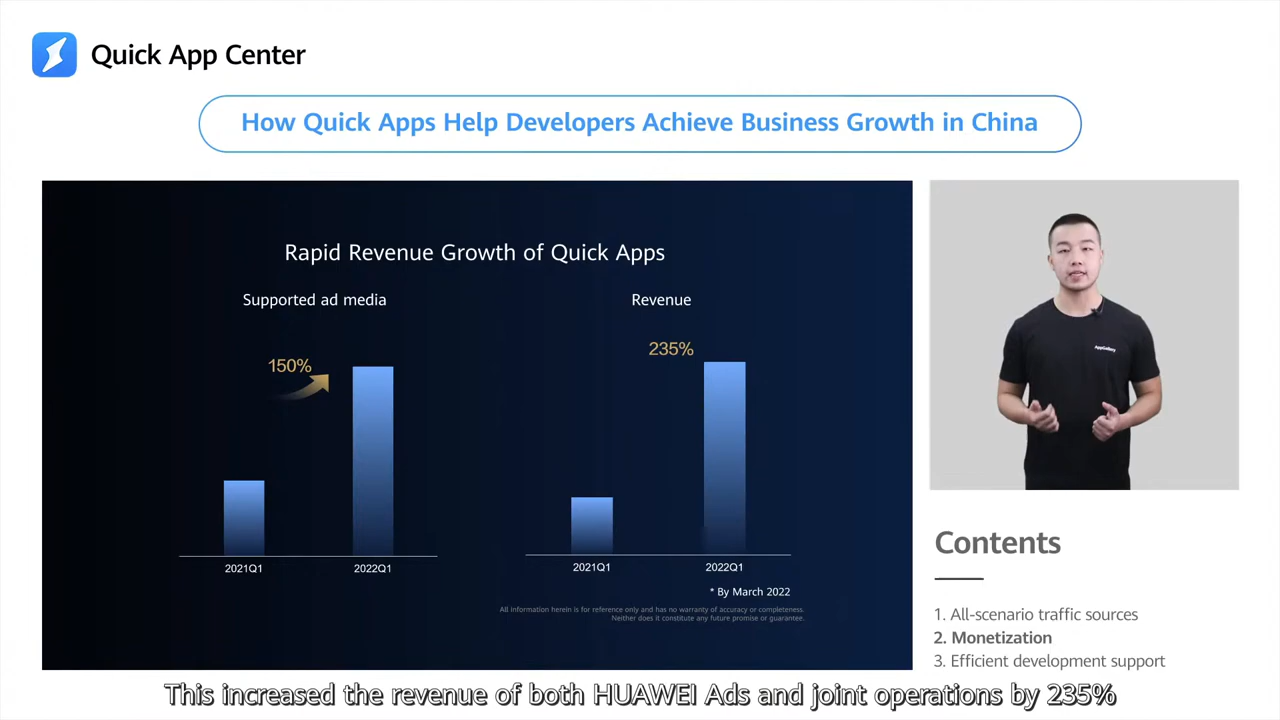 Quick App Center
How Quick Apps Help Developers Achieve Business Growth in China
Rapid Revenue Growth of Quick Apps
Supported ad media
150%
2021Q1
2022Q1
Revenue
235%
2021Q1
2022Q1
* By March 2022
All information herein is for reference only and has no warranty of accuracy or completeness.
Neither does it constitute any future promise or guarantee.
AppGallery
Contents
1. All-scenario traffic sources
2. Monetization
3. Efficient development support
This increased the revenue of both HUAWEI Ads and joint operations by 235%